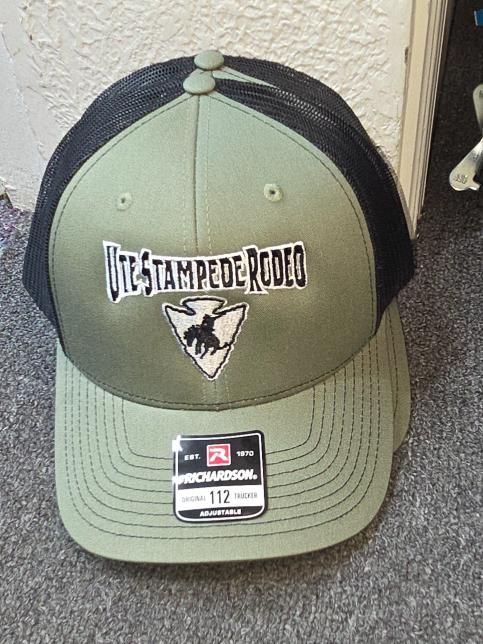 UTE STAMPEDE RODEO
EST. R 1970
RICHARDSON®
ORIGINAL 112 TRUCKER
ADJUSTABLE